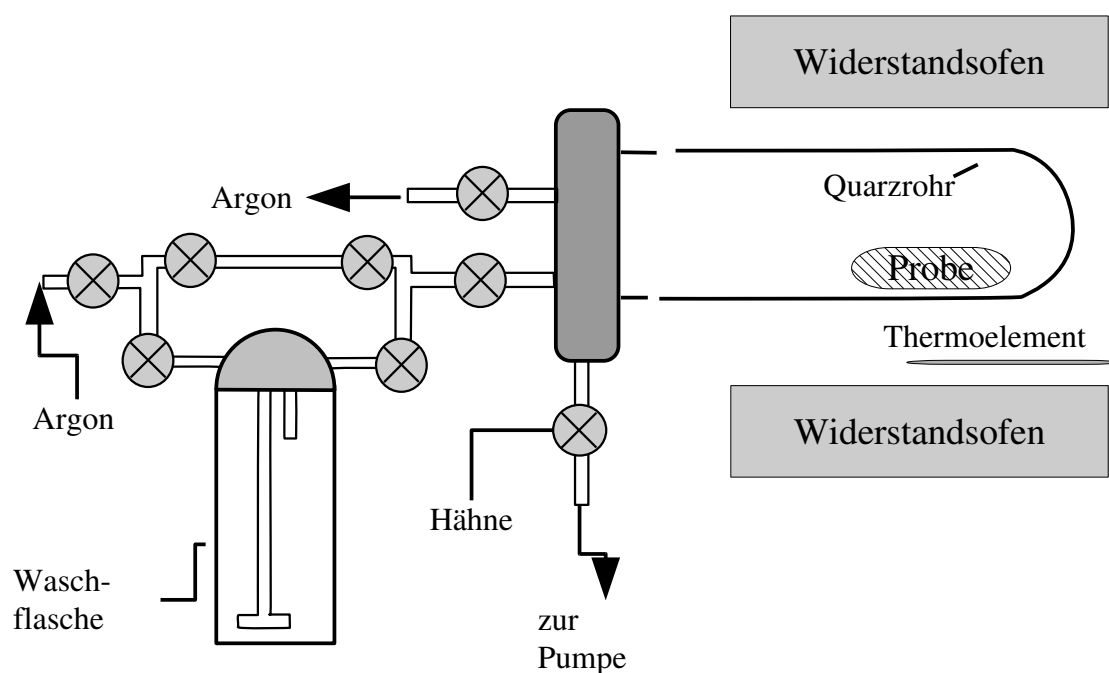 Widerstandsofen
Argon
Quarzrohr
Probe
Thermoelement
Argon
Widerstandsofen
Hähne
Wasch-
flasche
zur
Pumpe